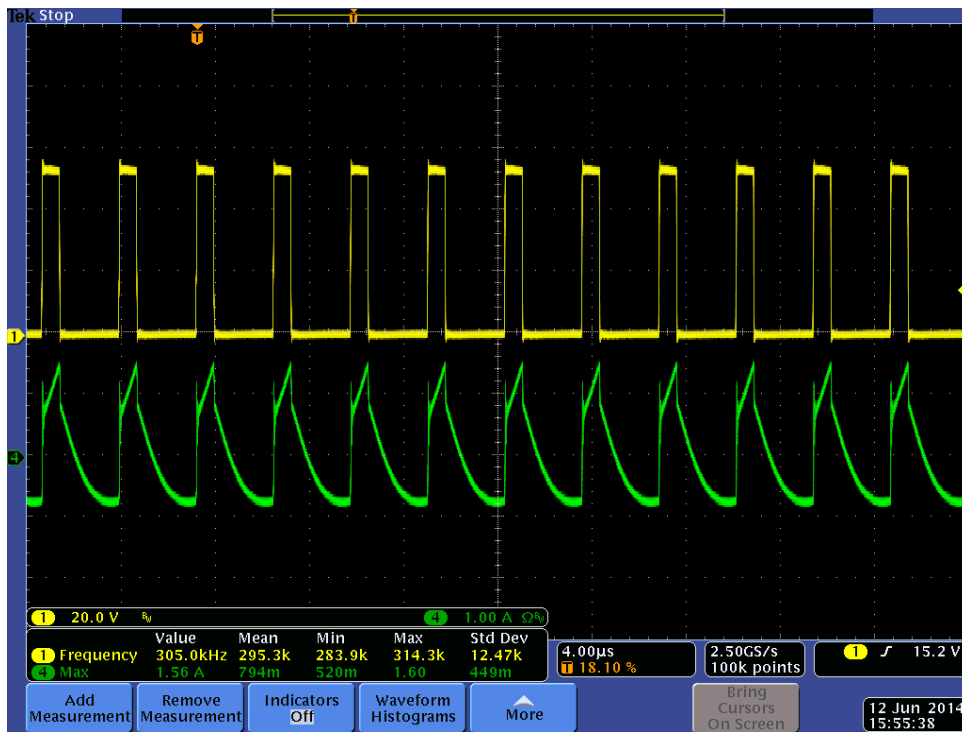 Tek Stop
T
T
1
4
1 20.0 V BW 4 1.00 A ΩBW
Value Mean Min Max Std Dev
1 Frequency 305.0kHz 295.3k 283.9k 314.3k 12.47k
4 Max 1.56 A 794m 520m 1.60 449m
4.00µs
T 18.10 %
2.50GS/s
100k points
1 15.2 V
Add Measurement
Remove Measurement
Indicators
Off
Waveform Histograms
More
Bring Cursors On Screen
12 Jun 2014
15:55:38